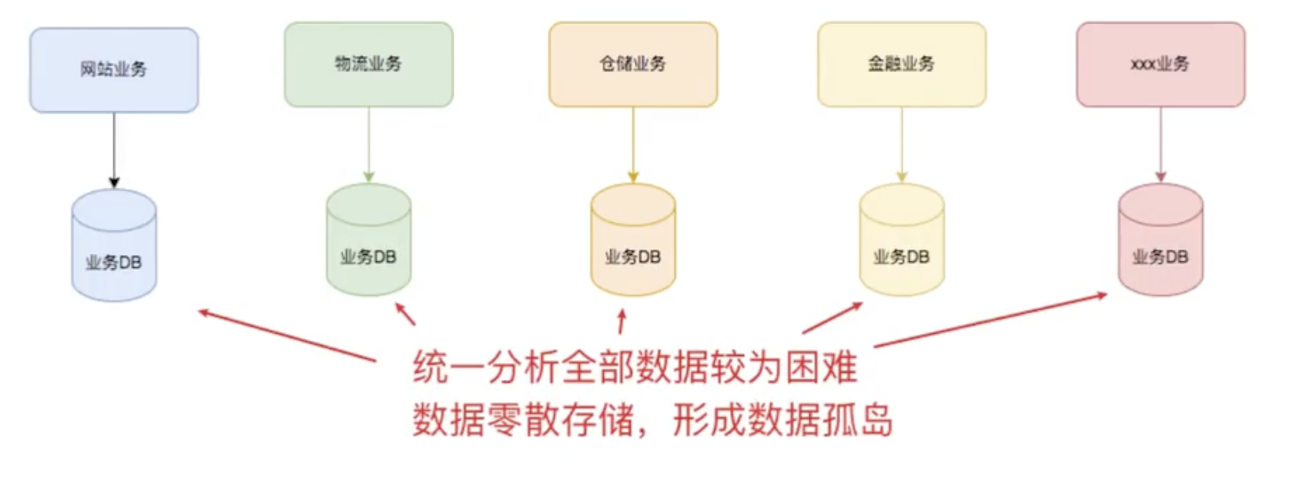 网站业务
物流业务
仓储业务
金融业务
xxx业务
业务DB
业务DB
业务DB
业务DB
业务DB
统一分析全部数据较为困难
数据零散存储，形成数据孤岛